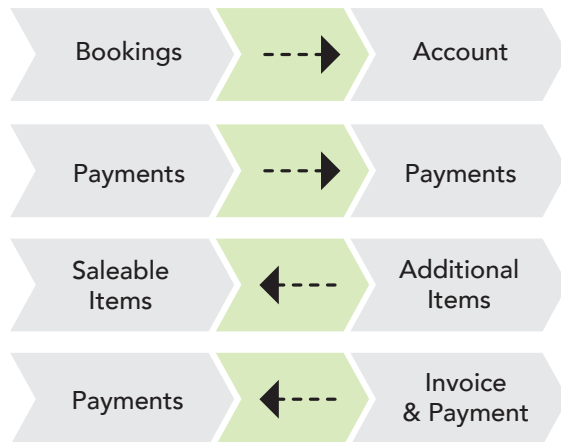 Bookings
Account
Payments
Payments
Saleable
Items
Additional
Items
Payments
Invoice
& Payment